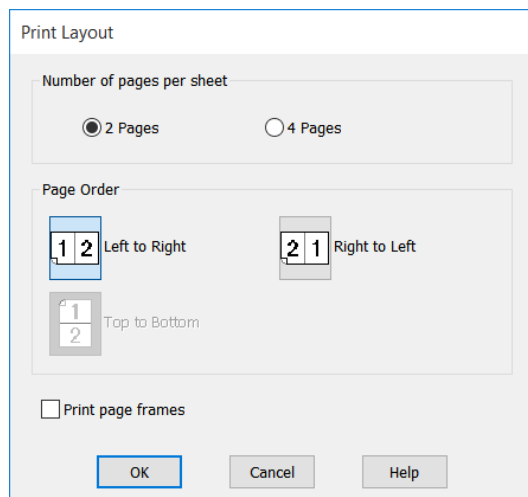 Print Layout
Number of pages per sheet
2 Pages 4 Pages
Page Order
1 2 Left to Right 2 1 Right to Left
1
Top to Bottom
2
Print page frames
OK Cancel Help